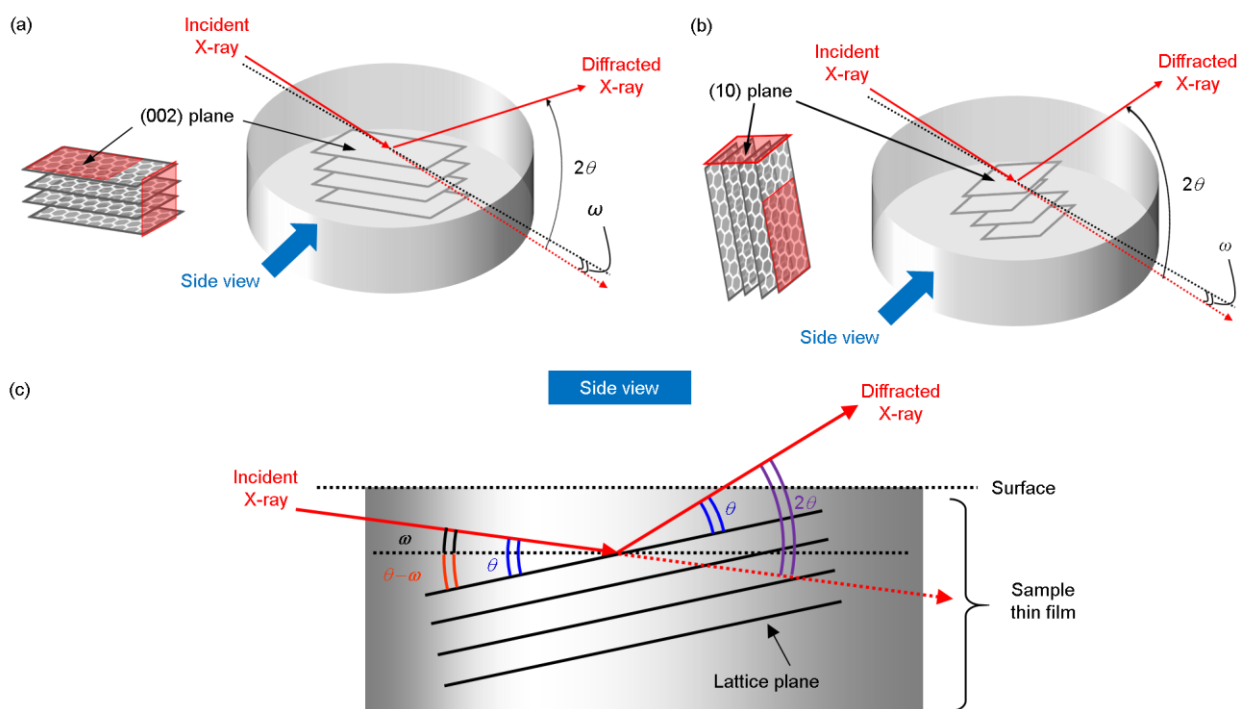 (a)
Incident
X-ray
Diffracted
X-ray
(002) plane
2θ
ω
Side view
(b)
Incident
X-ray
Diffracted
X-ray
(10) plane
2θ
ω
Side view
(c)
Side view
Diffracted
X-ray
Incident
X-ray
Surface
ω
θ
θ
2θ
θ-ω
Sample
thin film
Lattice plane